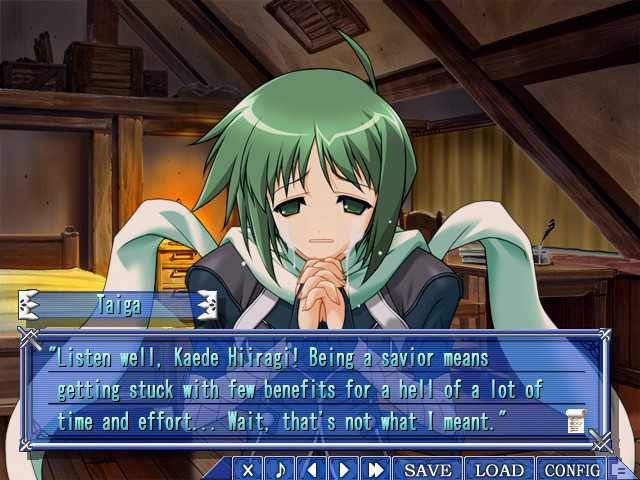 Taiga
"Listen well, Kaede Hiiragi! Being a savior means
getting stuck with few benefits for a hell of a lot of
time and effort... Wait, that's not what I meant."
SAVE LOAD CONFIG